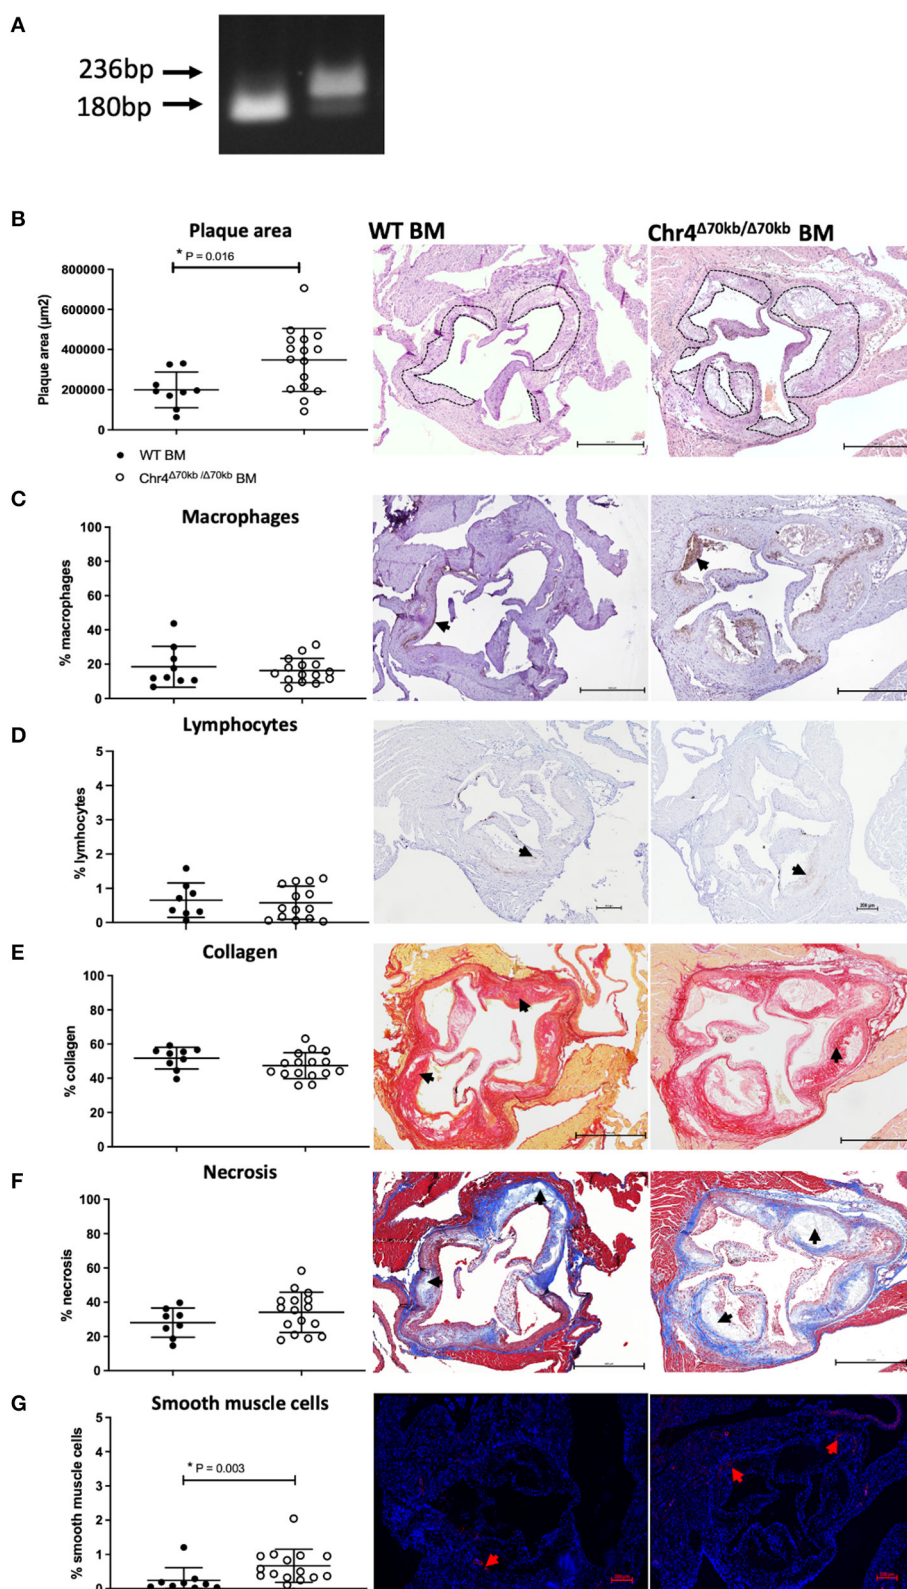 A
236bp
180bp
B
Plaque area
WT BM
Chr4Δ70kb/Δ70kb BM
* P = 0.016
Plaque area (µm2)
800000
600000
400000
200000
0
WT BM
Chr4Δ70kb /Δ70kb BM
C
Macrophages
% macrophages
100
80
60
40
20
0
D
Lymphocytes
% lymhocytes
5
4
3
2
1
0
200 µm
E
Collagen
% collagen
100
80
60
40
20
0
F
Necrosis
% necrosis
100
80
60
40
20
0
G
Smooth muscle cells
* P = 0.003
% smooth muscle cells
5
4
3
2
1
0